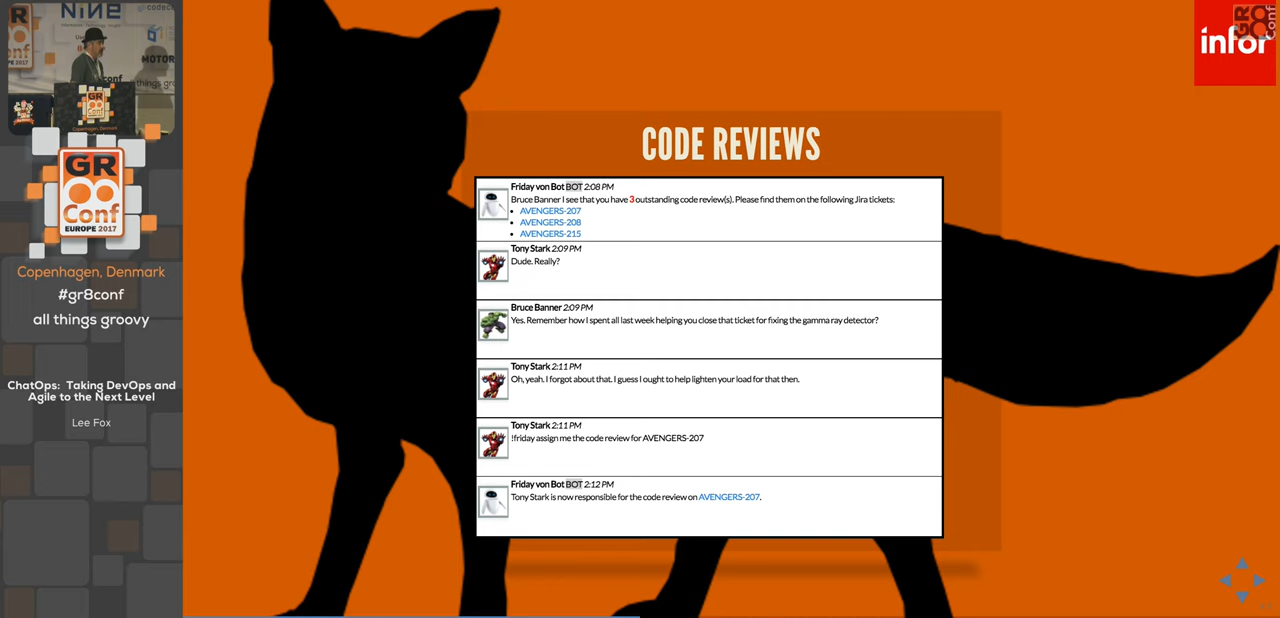 NiNE
MOTOR
GR
Conf
EUROPE 2017
Copenhagen, Denmark
#gr8conf
all things groovy
ChatOps: Taking DevOps and
Agile to the Next Level
Lee Fox
infor
CODE REVIEWS
Friday von Bot BOT 2:08 PM
Bruce Banner I see that you have 3 outstanding code review(s). Please find them on the following Jira tickets:
• AVENGERS-207
• AVENGERS-208
• AVENGERS-215
Tony Stark 2:09 PM
Dude. Really?
Bruce Banner 2:09 PM
Yes. Remember how I spent all last week helping you close that ticket for fixing the gamma ray detector?
Tony Stark 2:11 PM
Oh, yeah. I forgot about that. I guess I ought to help lighten your load for that then.
Tony Stark 2:11 PM
!friday assign me the code review for AVENGERS-207
Friday von Bot BOT 2:12 PM
Tony Stark is now responsible for the code review on AVENGERS-207.